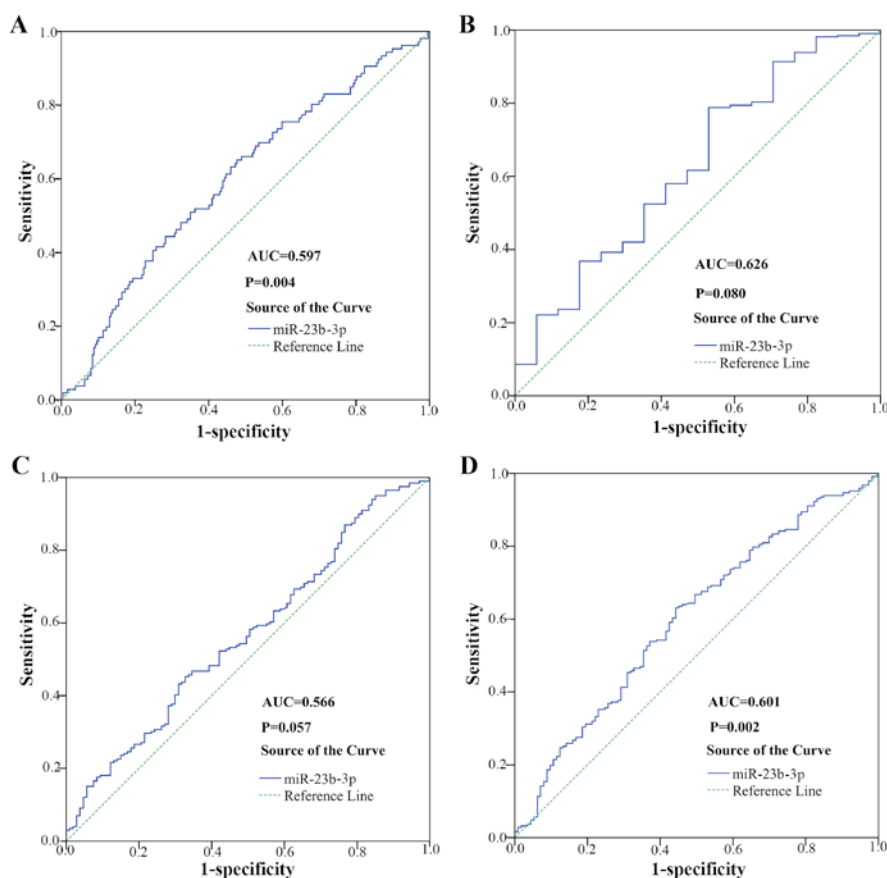 A
1.0
0.8
0.6
0.4
0.2
0.0
Sensitivity
AUC=0.597
P=0.004
Source of the Curve
miR-23b-3p
Reference Line
0.0 0.2 0.4 0.6 0.8 1.0
1-specificity
B
1.0
0.8
0.6
0.4
0.2
0.0
Sensiticity
AUC=0.626
P=0.080
Source of the Curve
miR-23b-3p
Reference Line
0.0 0.2 0.4 0.6 0.8 1.0
1-specificity
C
1.0
0.8
0.6
0.4
0.2
0.0
Sensitivity
AUC=0.566
P=0.057
Source of the Curve
miR-23b-3p
Reference Line
0.0 0.2 0.4 0.6 0.8 1.0
1-specificity
D
1.0
0.8
0.6
0.4
0.2
0.0
Sensitivity
AUC=0.601
P=0.002
Source of the Curve
miR-23b-3p
Reference Line
0.0 0.2 0.4 0.6 0.8 1.0
1-specificity